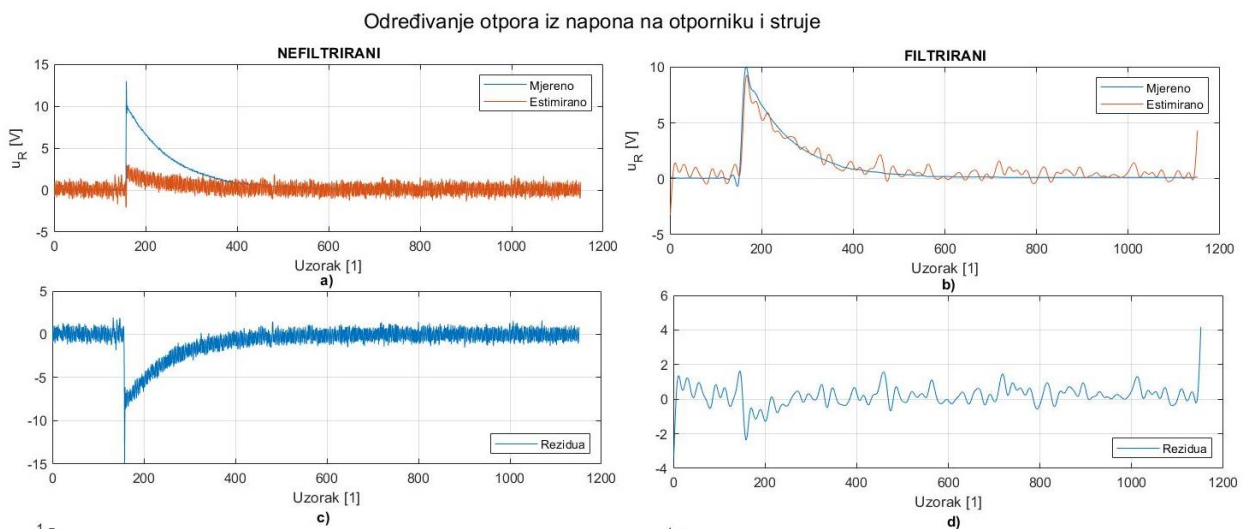 Određivanje otpora iz napona na otporniku i struje
NEFILTRIRANI
15
10
5
0
-5
u_R [V]
Mjereno
Estimirano
0 200 400 600 800 1000 1200
Uzorak [1]
a)
FILTRIRANI
10
5
0
-5
u_R [V]
Mjereno
Estimirano
0 200 400 600 800 1000 1200
Uzorak [1]
b)
5
0
-5
-10
-15
Rezidua
0 200 400 600 800 1000 1200
Uzorak [1]
c)
6
4
2
0
-2
-4
Rezidua
0 200 400 600 800 1000 1200
Uzorak [1]
d)
1